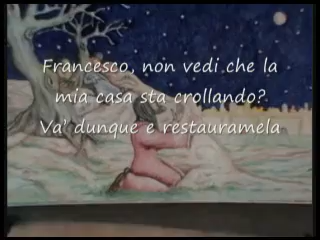 Francesco, non vedi che la
mia casa sta crollando?
Va' dunque e restauramela